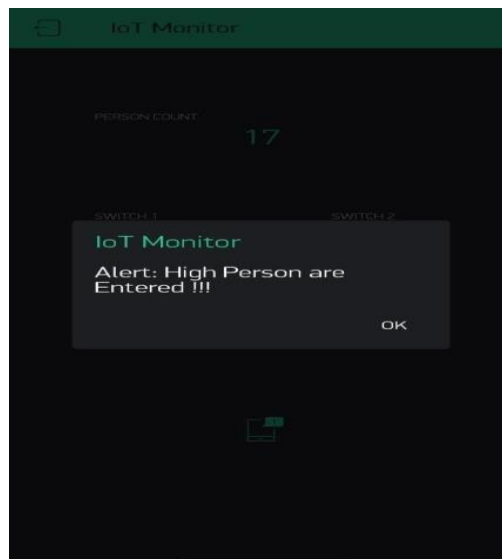 IoT Monitor
PERSON COUNT
17
SWITCH 1 SWITCH 2
IoT Monitor
Alert: High Person are
Entered !!!
OK